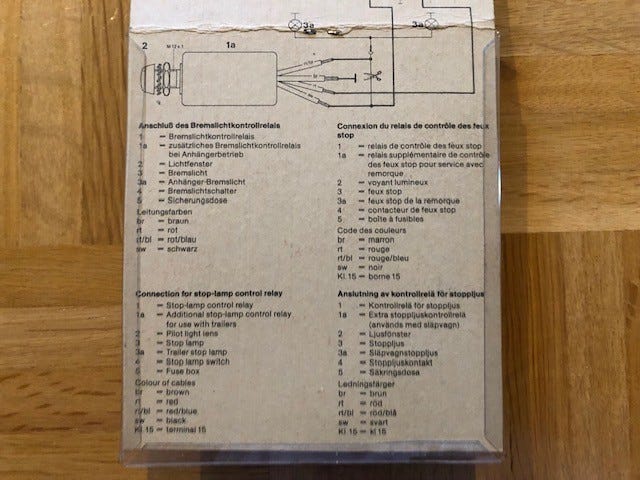 3a
3a
2
M 12 x 1
1a
rt/bl
br
rt
sw
Anschluß des Bremslichtkontrollrelais
1 = Bremslichtkontrollrelais
1a = zusätzliches Bremslichtkontrollrelais
bei Anhängerbetrieb
2 = Lichtfenster
3 = Bremslicht
3a = Anhänger-Bremslicht
4 = Bremslichtschalter
5 = Sicherungsdose
Leitungsfarben
br = braun
rt = rot
rt/bl = rot/blau
sw = schwarz
Connexion du relais de contrôle des feux
stop
1 = relais de contrôle des feux stop
1a = relais supplémentaire de contrôle
des feux stop pour service avec
remorque
2 = voyant lumineux
3 = feux stop
3a = feux stop de la remorque
4 = contacteur de feux stop
5 = boîte à fusibles
Code des couleurs
br = marron
rt = rouge
rt/bl = rouge/bleu
sw = noir
Kl.15 = borne 15
Connection for stop-lamp control relay
1 = Stop-lamp control relay
1a = Additional stop-lamp control relay
for use with trailers
2 = Pilot light lens
3 = Stop lamp
3a = Trailer stop lamp
4 = Stop lamp switch
5 = Fuse box
Colour of cables
br = brown
rt = red
rt/bl = red/blue
sw = black
Kl.15 = terminal 15
Anslutning av kontrollrelä för stoppljus
1 = Kontrollrelä för stoppljus
1a = Extra stoppljuskontrollrelä
(används med släpvagn)
2 = Ljusfönster
3 = Stoppljus
3a = Släpvagnstoppljus
4 = Stoppljuskontakt
5 = Säkringsdosa
Ledningsfärger
br = brun
rt = röd
rt/bl = röd/blå
sw = svart
Kl.15 = kl 15